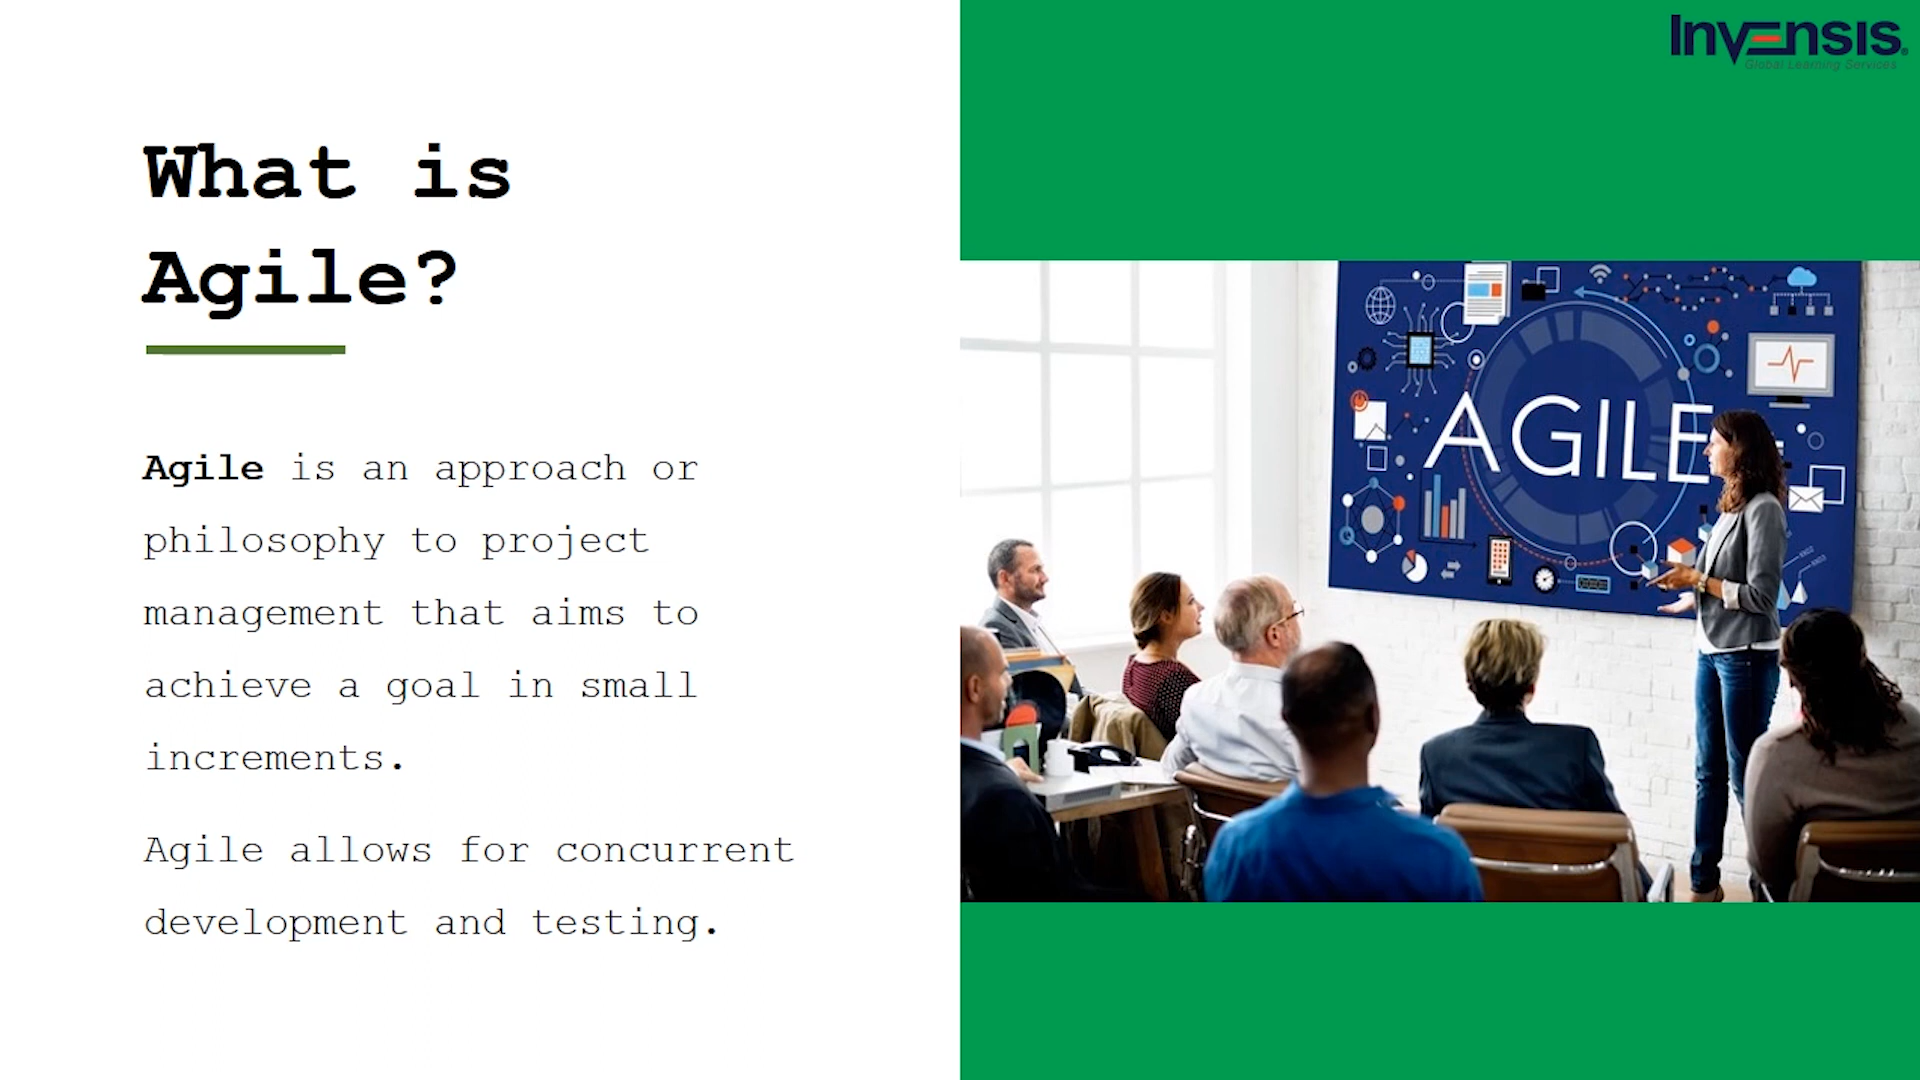 Invensis®
Global Learning Services
What is
Agile?
Agile is an approach or
philosophy to project
management that aims to
achieve a goal in small
increments.
Agile allows for concurrent
development and testing.
AGILE